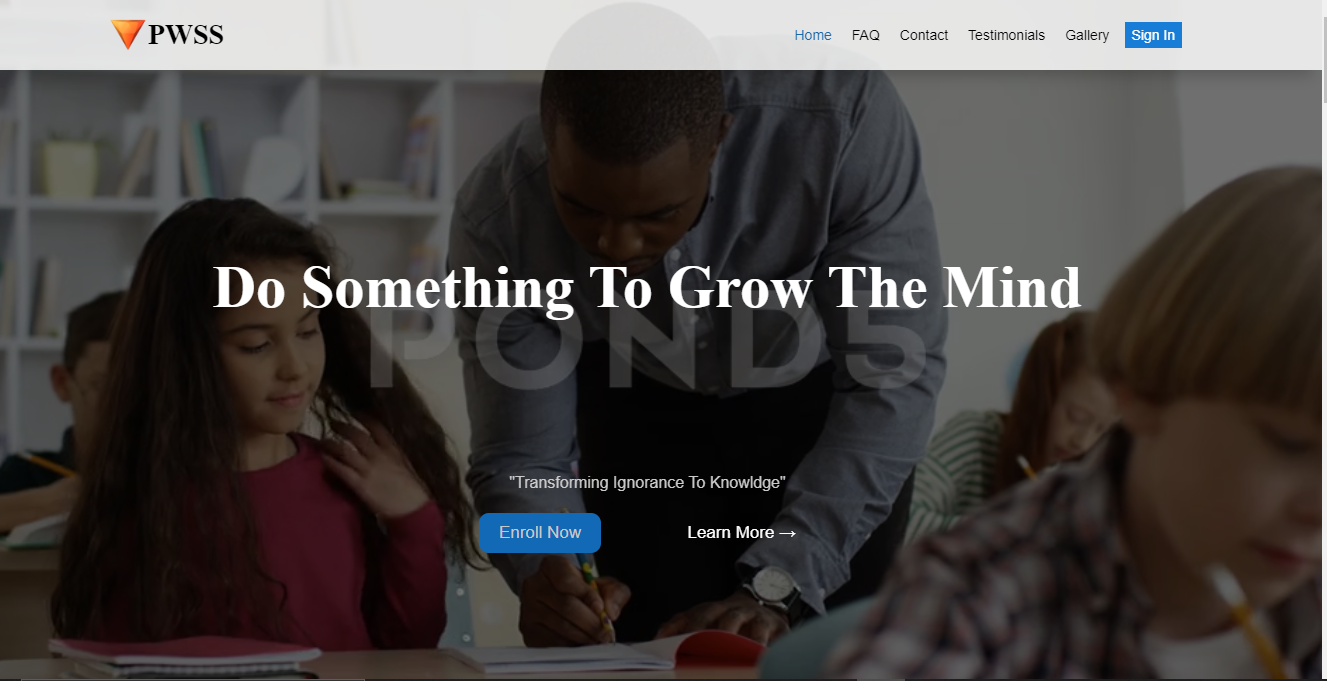 PWSS
Home FAQ Contact Testimonials Gallery Sign In
Do Something To Grow The Mind
POND5
"Transforming Ignorance To Knowldge"
Enroll Now Learn More →